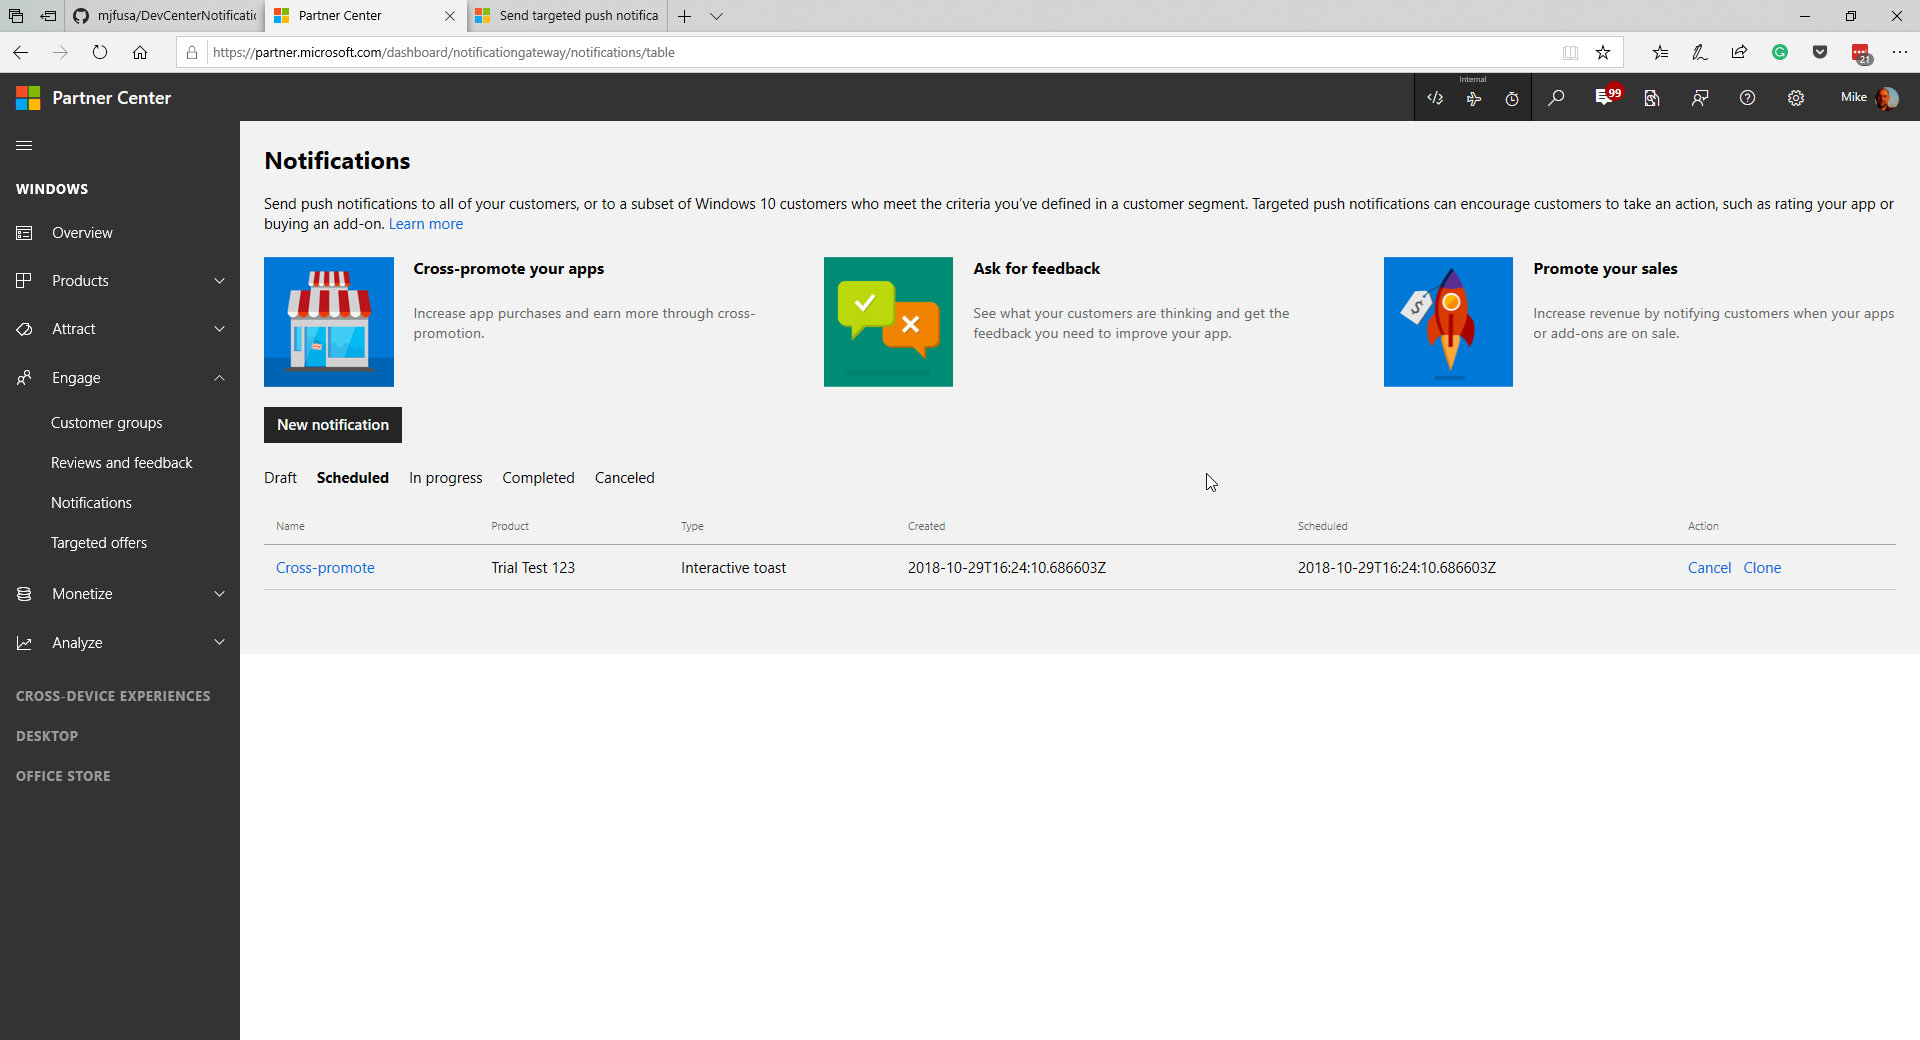 mjfusa/DevCenterNotificatic
Partner Center
Send targeted push notifica
https://partner.microsoft.com/dashboard/notificationgateway/notifications/table
21
Partner Center
Internal
99
Mike
WINDOWS
Overview
Products
Attract
Engage
Customer groups
Reviews and feedback
Notifications
Targeted offers
Monetize
Analyze
CROSS-DEVICE EXPERIENCES
DESKTOP
OFFICE STORE
Notifications
Send push notifications to all of your customers, or to a subset of Windows 10 customers who meet the criteria you've defined in a customer segment. Targeted push notifications can encourage customers to take an action, such as rating your app or
buying an add-on. Learn more
Cross-promote your apps
Increase app purchases and earn more through cross-
promotion.
Ask for feedback
See what your customers are thinking and get the
feedback you need to improve your app.
Promote your sales
Increase revenue by notifying customers when your apps
or add-ons are on sale.
New notification
Draft Scheduled In progress Completed Canceled
Name Product Type Created Scheduled Action
Cross-promote Trial Test 123 Interactive toast 2018-10-29T16:24:10.686603Z 2018-10-29T16:24:10.686603Z Cancel Clone